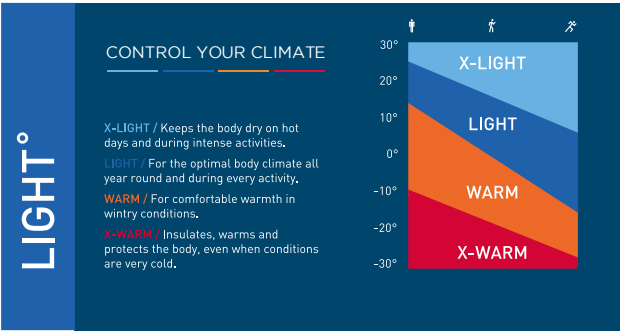 LIGHT°
CONTROL YOUR CLIMATE
X-LIGHT / Keeps the body dry on hot
days and during intense activities.
LIGHT / For the optimal body climate all
year round and during every activity.
WARM / For comfortable warmth in
wintry conditions.
X-WARM / Insulates, warms and
protects the body, even when conditions
are very cold.
30°
20°
10°
0°
-10°
-20°
-30°
X-LIGHT
LIGHT
WARM
X-WARM